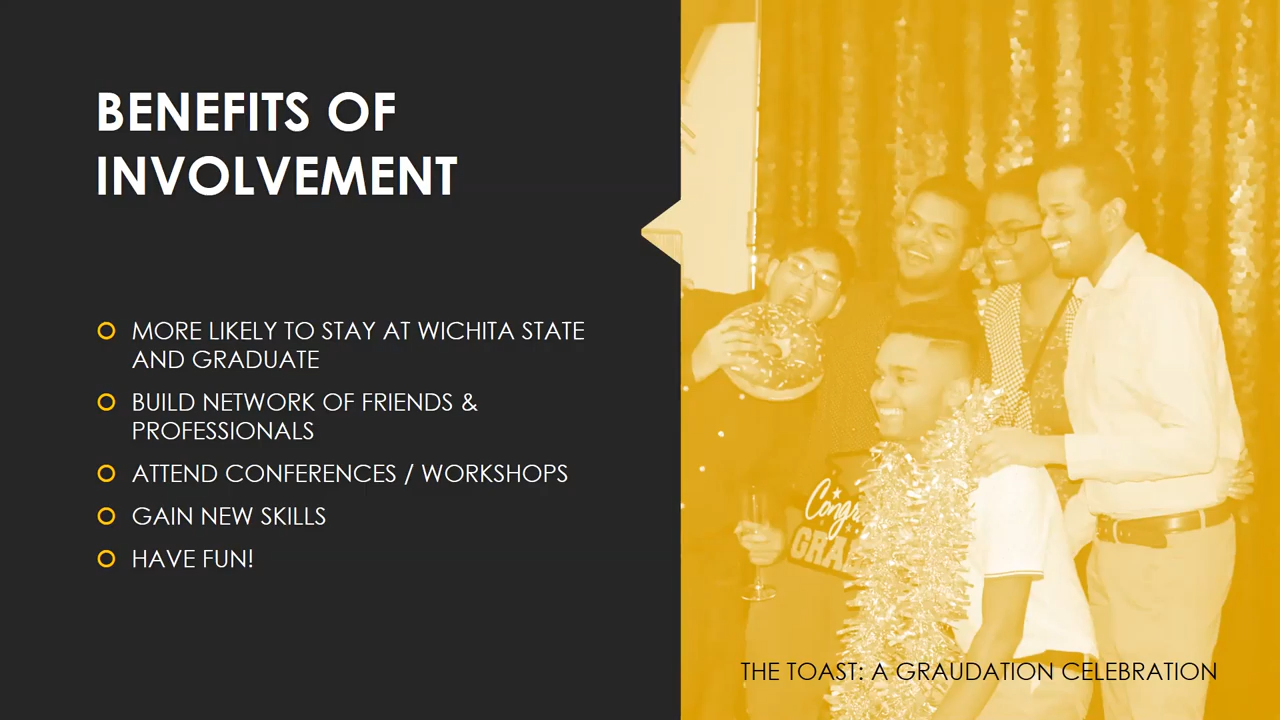 BENEFITS OF
INVOLVEMENT
MORE LIKELY TO STAY AT WICHITA STATE
AND GRADUATE
BUILD NETWORK OF FRIENDS &
PROFESSIONALS
ATTEND CONFERENCES / WORKSHOPS
GAIN NEW SKILLS
HAVE FUN!
THE TOAST: A GRAUDATION CELEBRATION